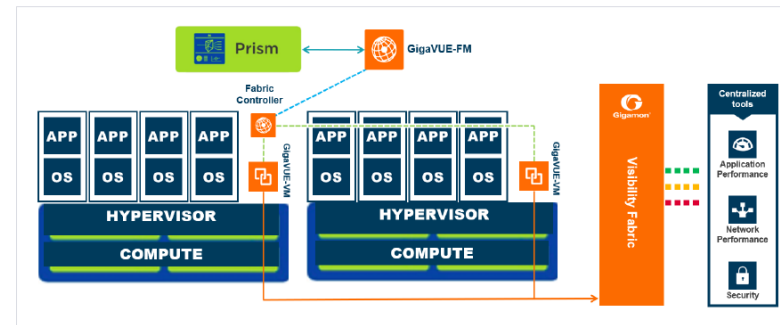 Prism
GigaVUE-FM
Fabric
Controller
APP
APP
APP
APP
OS
OS
OS
OS
GigaVUE-VM
HYPERVISOR
COMPUTE
APP
APP
APP
APP
OS
OS
OS
OS
GigaVUE-VM
HYPERVISOR
COMPUTE
Gigamon®
Visibility Fabric
Centralized
tools
Application
Performance
Network
Performance
Security